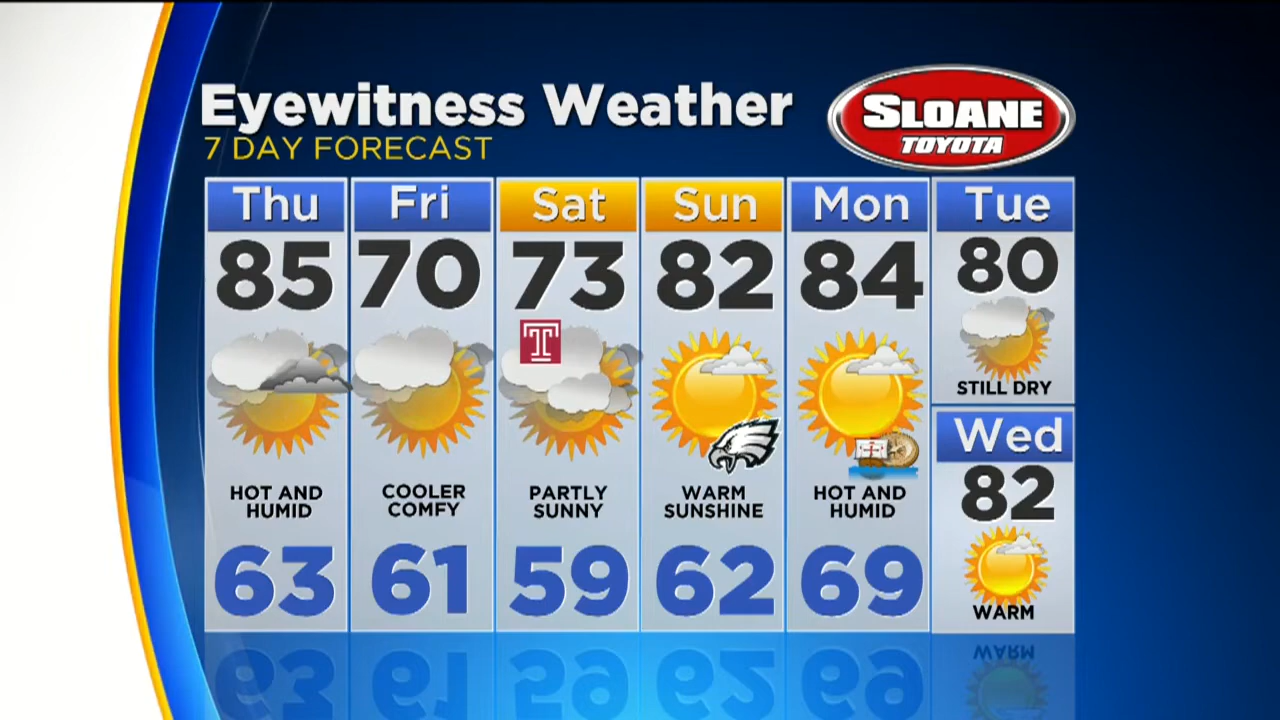 Eyewitness Weather
7 DAY FORECAST
SLOANE
TOYOTA
Thu
85
HOT AND
HUMID
63
Fri
70
COOLER
COMFY
61
Sat
73
T
PARTLY
SUNNY
59
Sun
82
WARM
SUNSHINE
62
Mon
84
HOT AND
HUMID
69
Tue
80
STILL DRY
Wed
82
WARM